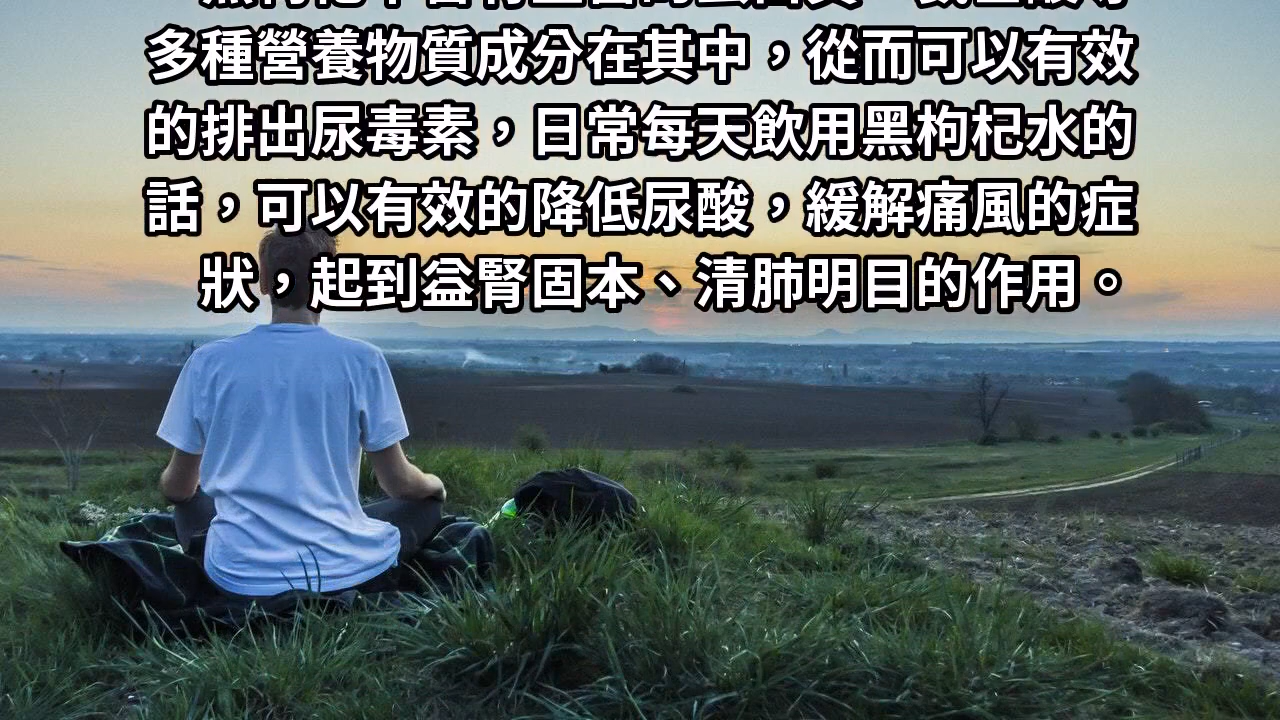 多種營養物質成分在其中，從而可以有效
的排出尿毒素，日常每天飲用黑枸杞水的
話，可以有效的降低尿酸，緩解痛風的症
狀，起到益腎固本、清肺明目的作用。